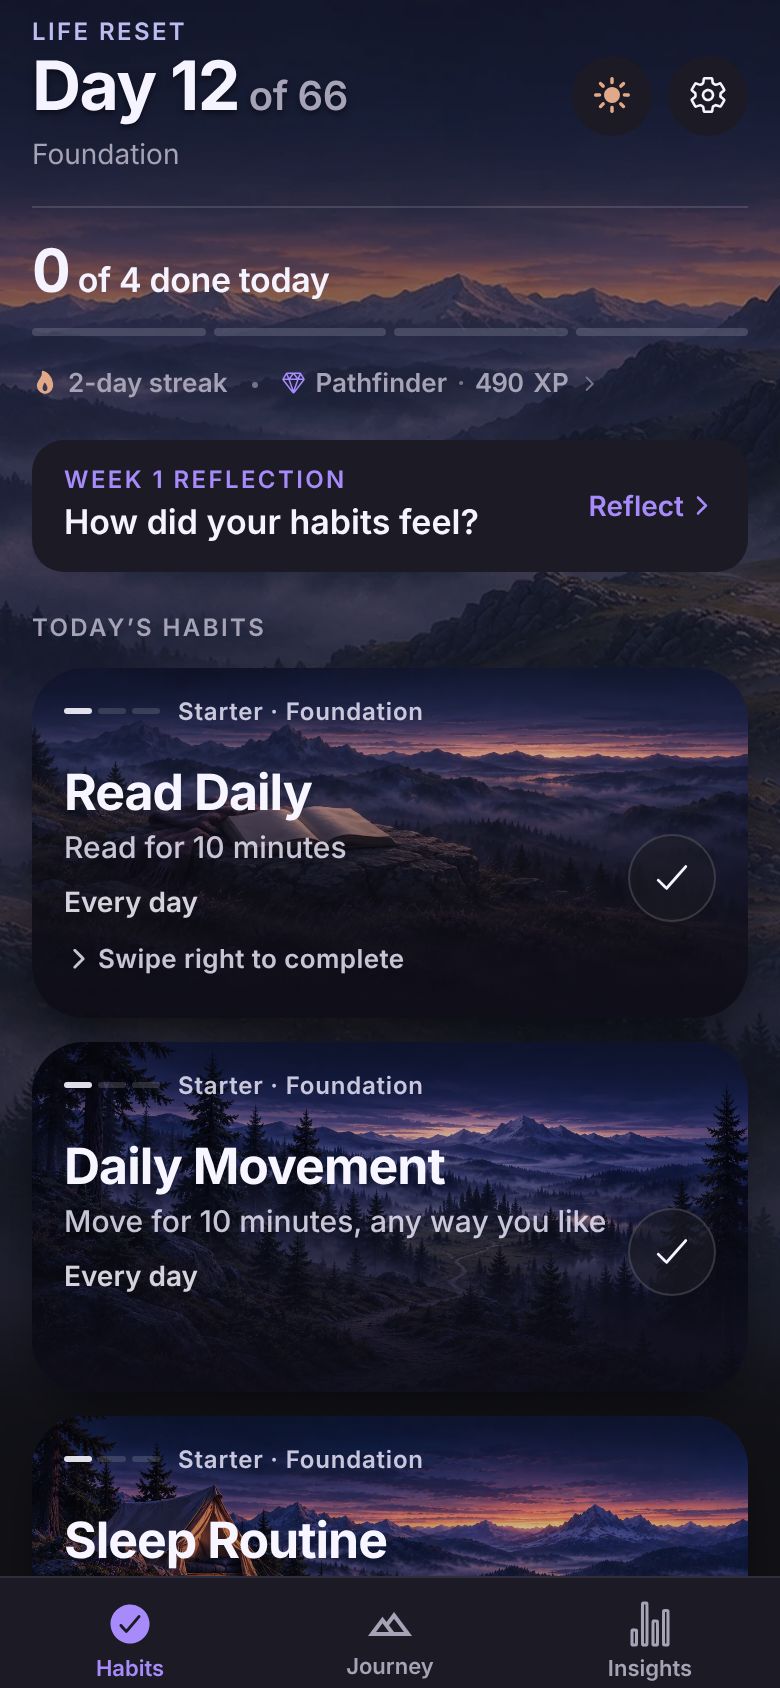 LIFE RESET
Day 12 of 66
Foundation
0 of 4 done today
2-day streak • Pathfinder · 490 XP
WEEK 1 REFLECTION
How did your habits feel?
Reflect
TODAY’S HABITS
Starter · Foundation
Read Daily
Read for 10 minutes
Every day
Swipe right to complete
Starter · Foundation
Daily Movement
Move for 10 minutes, any way you like
Every day
Starter · Foundation
Sleep Routine
Habits
Journey
Insights